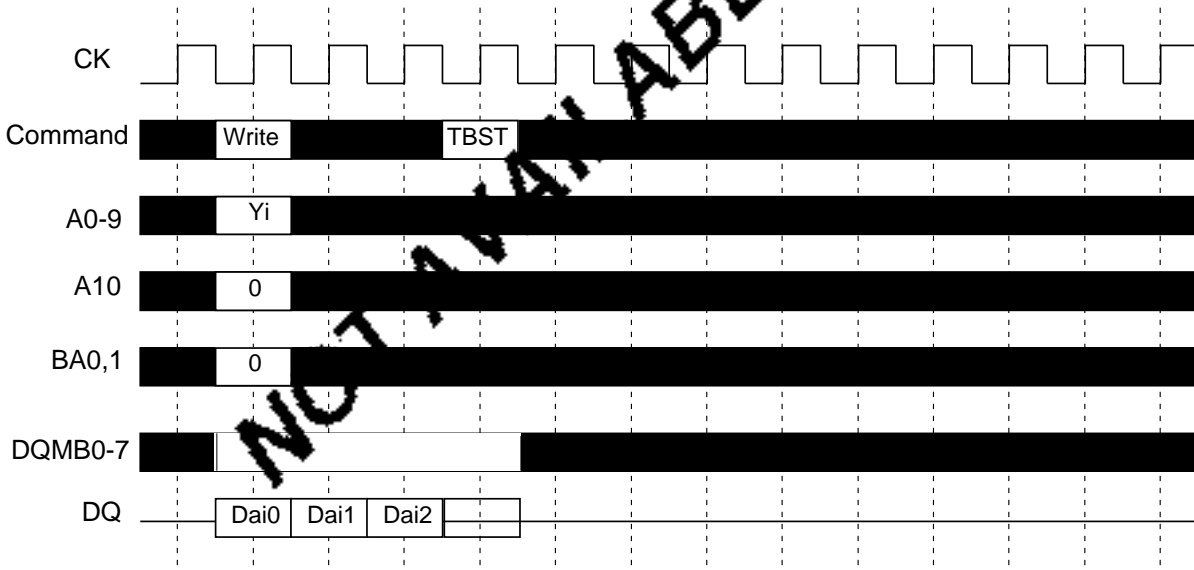 CK
Command Write TBST
A0-9 Yi
A10 0
BA0,1 0
DQMB0-7
DQ Dai0 Dai1 Dai2